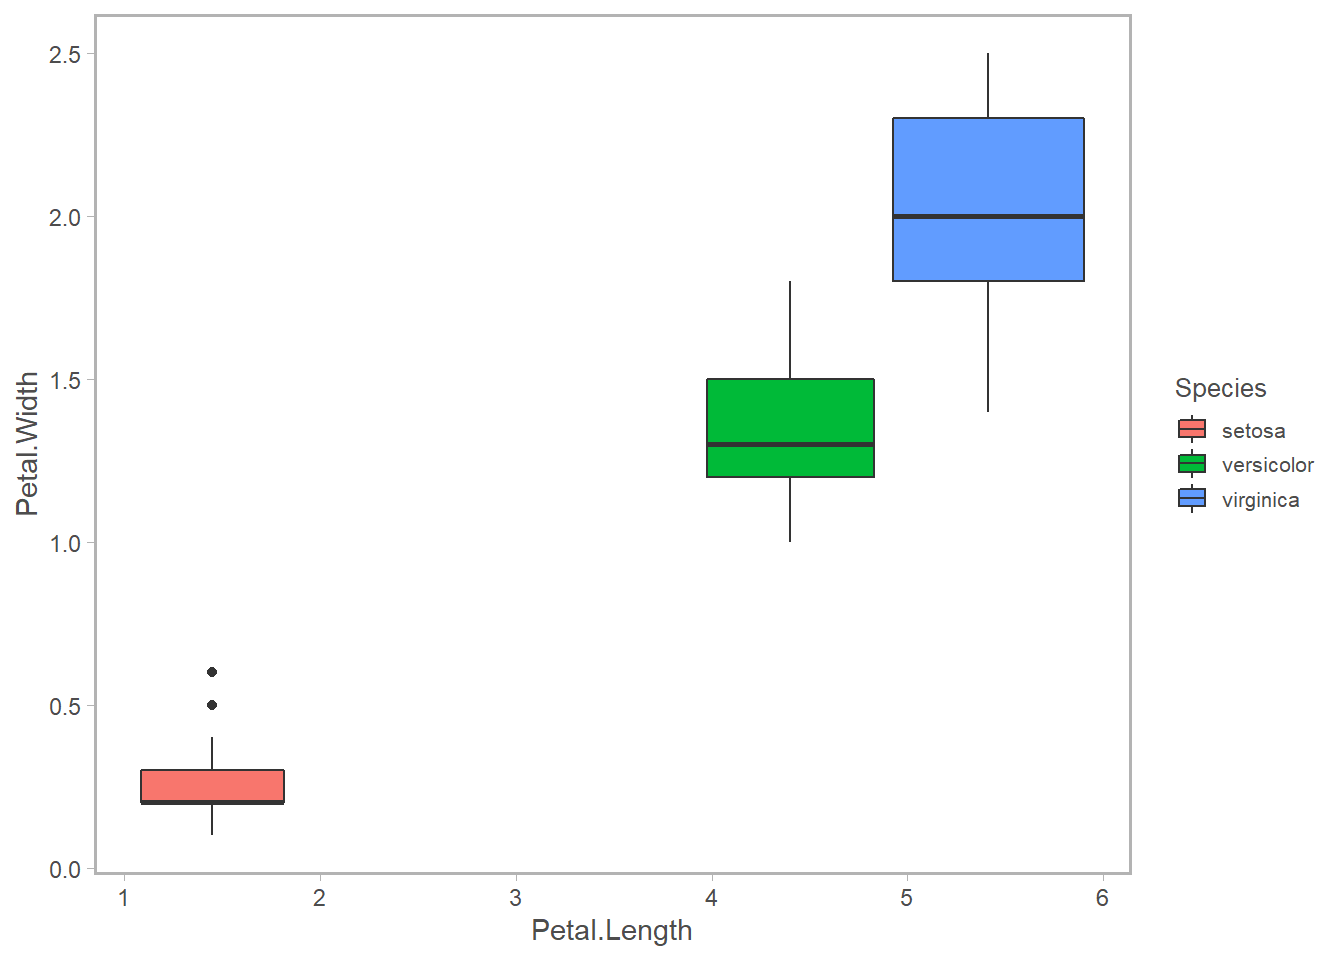 2.5
2.0
1.5
1.0
0.5
0.0
Petal.Width
1 2 3 4 5 6
Petal.Length
Species
setosa
versicolor
virginica